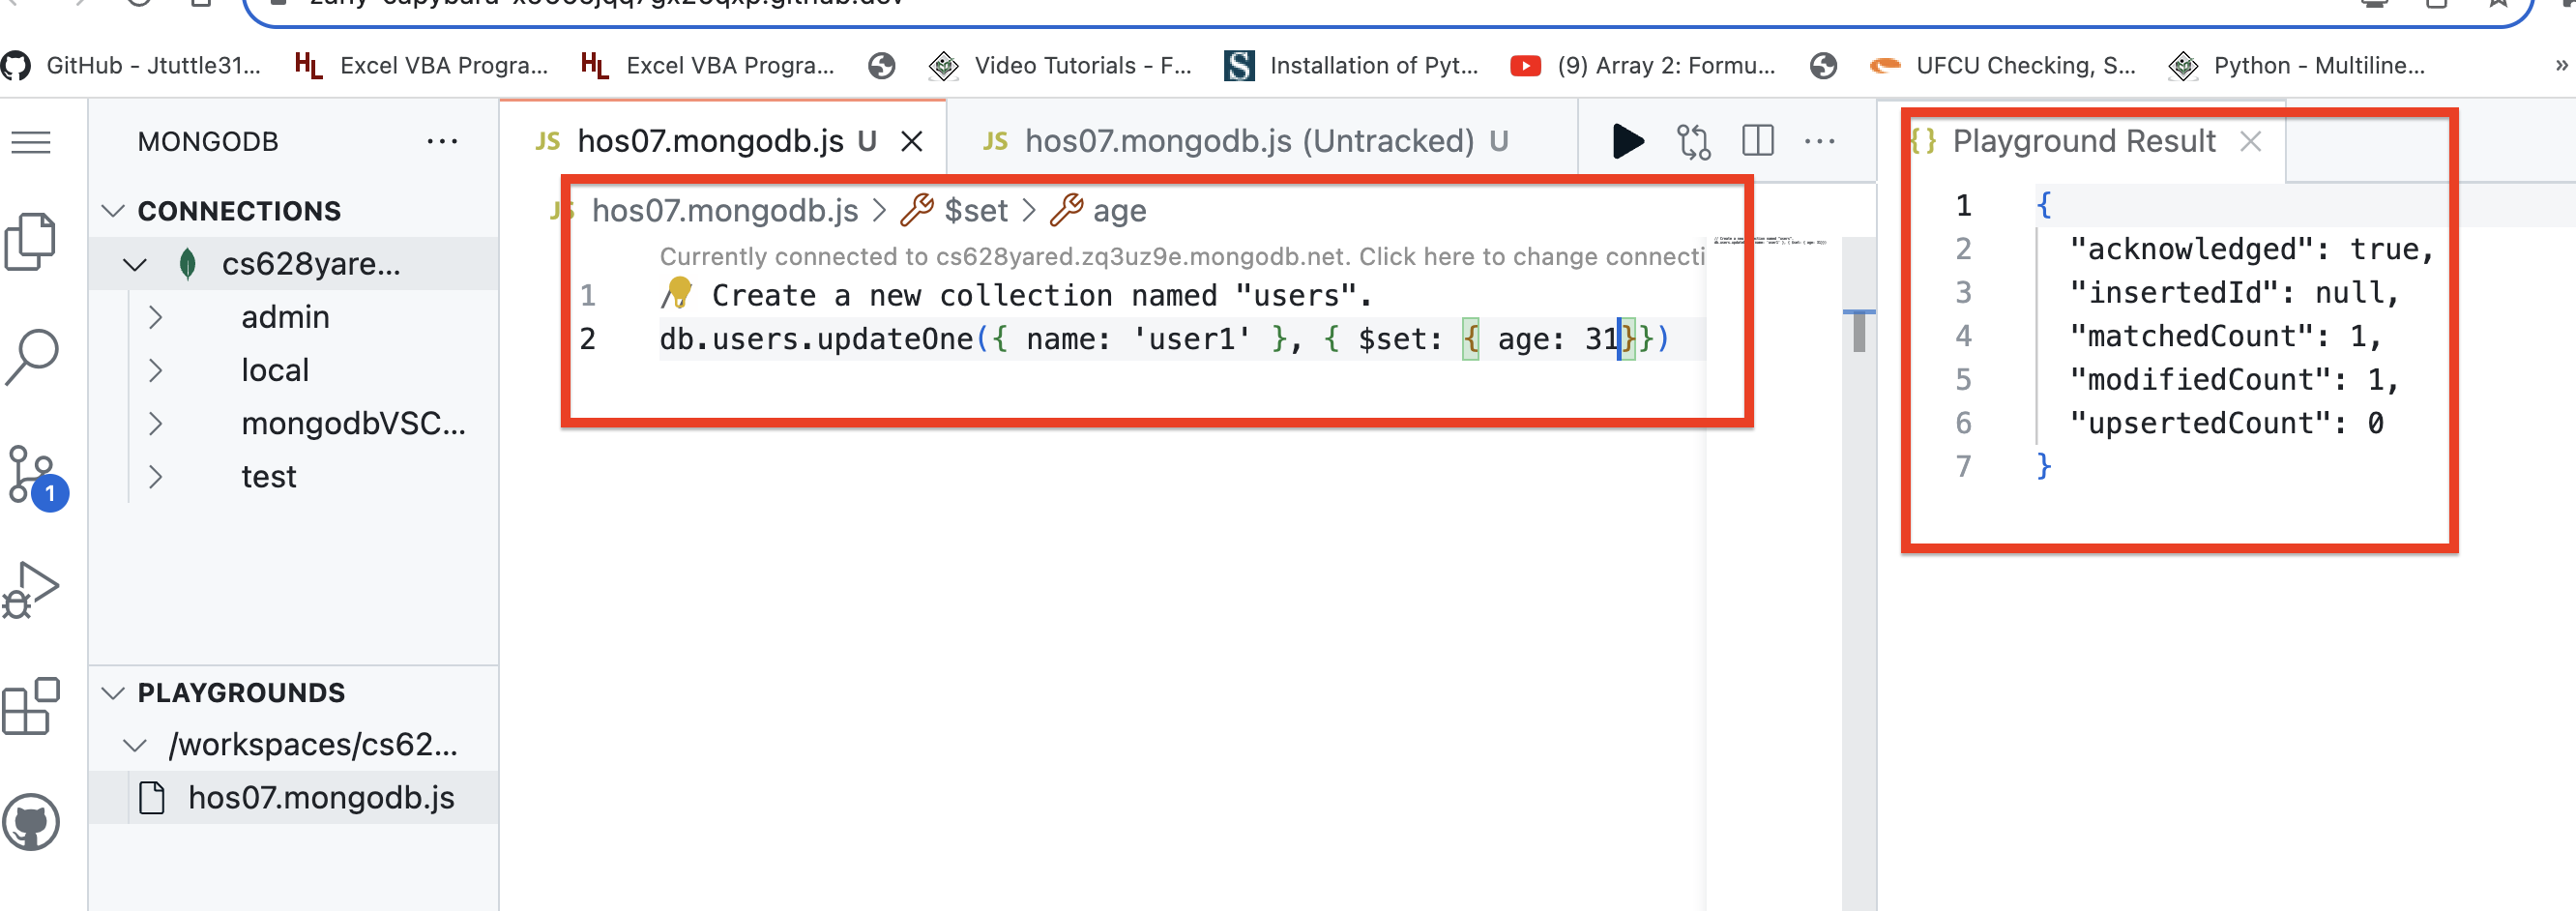 GitHub - Jtuttle31...
HL Excel VBA Progra...
HL Excel VBA Progra...
Video Tutorials - F...
S Installation of Pyt...
(9) Array 2: Formu...
UFCU Checking, S...
Python - Multiline...
»
MONGODB
CONNECTIONS
cs628yare...
admin
local
mongodbVSC...
test
PLAYGROUNDS
/workspaces/cs62...
hos07.mongodb.js
1
JS hos07.mongodb.js U
JS hos07.mongodb.js (Untracked) U
JS hos07.mongodb.js > $set > age
Currently connected to cs628yared.zq3uz9e.mongodb.net. Click here to change connecti
1 // Create a new collection named "users".
2 db.users.updateOne({ name: 'user1' }, { $set: { age: 31}})
{} Playground Result
1 {
2 "acknowledged": true,
3 "insertedId": null,
4 "matchedCount": 1,
5 "modifiedCount": 1,
6 "upsertedCount": 0
7 }